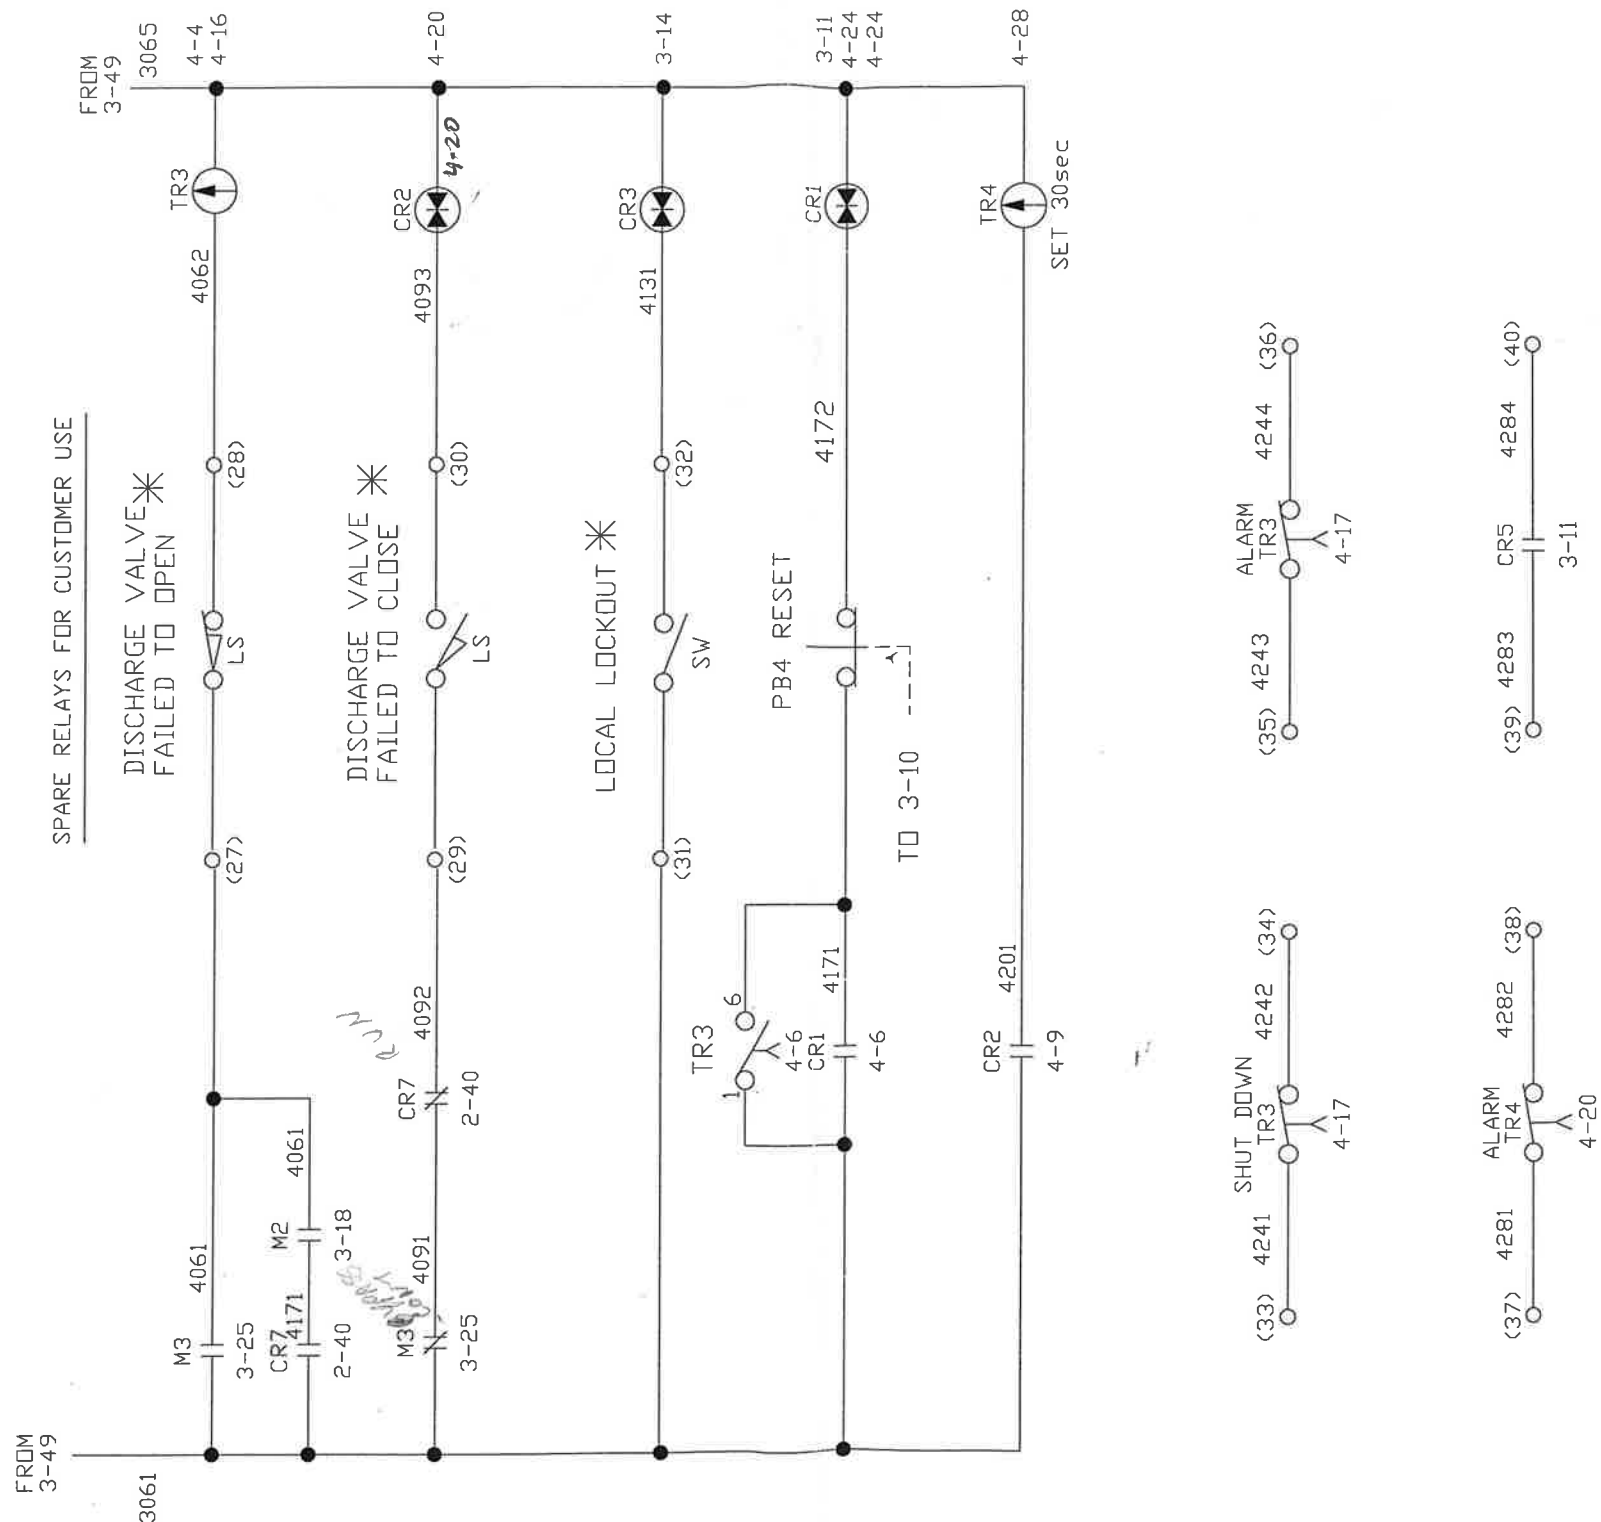 SPARE RELAYS FOR CUSTOMER USE
FROM
3-49
3061
FROM
3-49
3065
M3
3-25
4061
DISCHARGE VALVE *
FAILED TO OPEN
(27)
LS
(28)
4062
TR3
4-4
4-16
CR7
2-40
4171
M2
3-18
4061
M3
3-25
4091
CR7
2-40
4092
RUN
DISCHARGE VALVE *
FAILED TO CLOSE
(29)
LS
(30)
4093
CR2
4-20
4-20
LOCAL LOCKOUT *
(31)
SW
(32)
4131
CR3
3-14
TR3
1
6
4-6
CR1
4-6
4171
PB4 RESET
TO 3-10
4172
CR1
3-11
4-24
4-24
CR2
4-9
4201
TR4
SET 30sec
4-28
(33)
4241
SHUT DOWN
TR3
4-17
4242
(34)
(35)
4243
ALARM
TR3
4-17
4244
(36)
(37)
4281
ALARM
TR4
4-20
4282
(38)
(39)
4283
CR5
3-11
4284
(40)